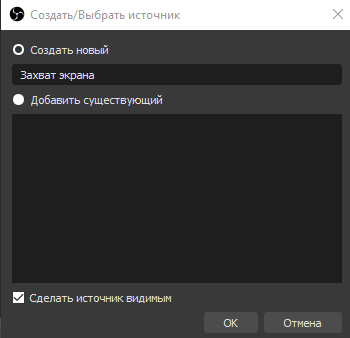 Создать/Выбрать источник
Создать новый
Захват экрана
Добавить существующий
Сделать источник видимым
OK
Отмена